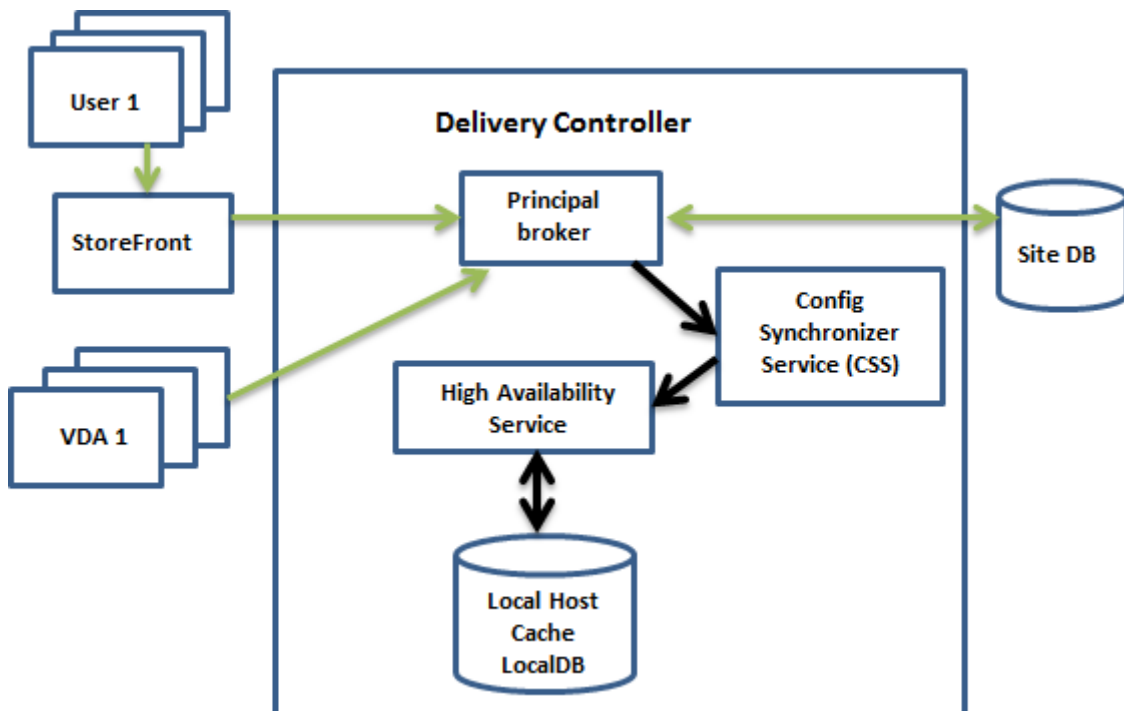 User 1
Delivery Controller
StoreFront
Principal
broker
Site DB
Config
Synchronizer
Service (CSS)
High Availability
Service
VDA 1
Local Host
Cache
LocalDB